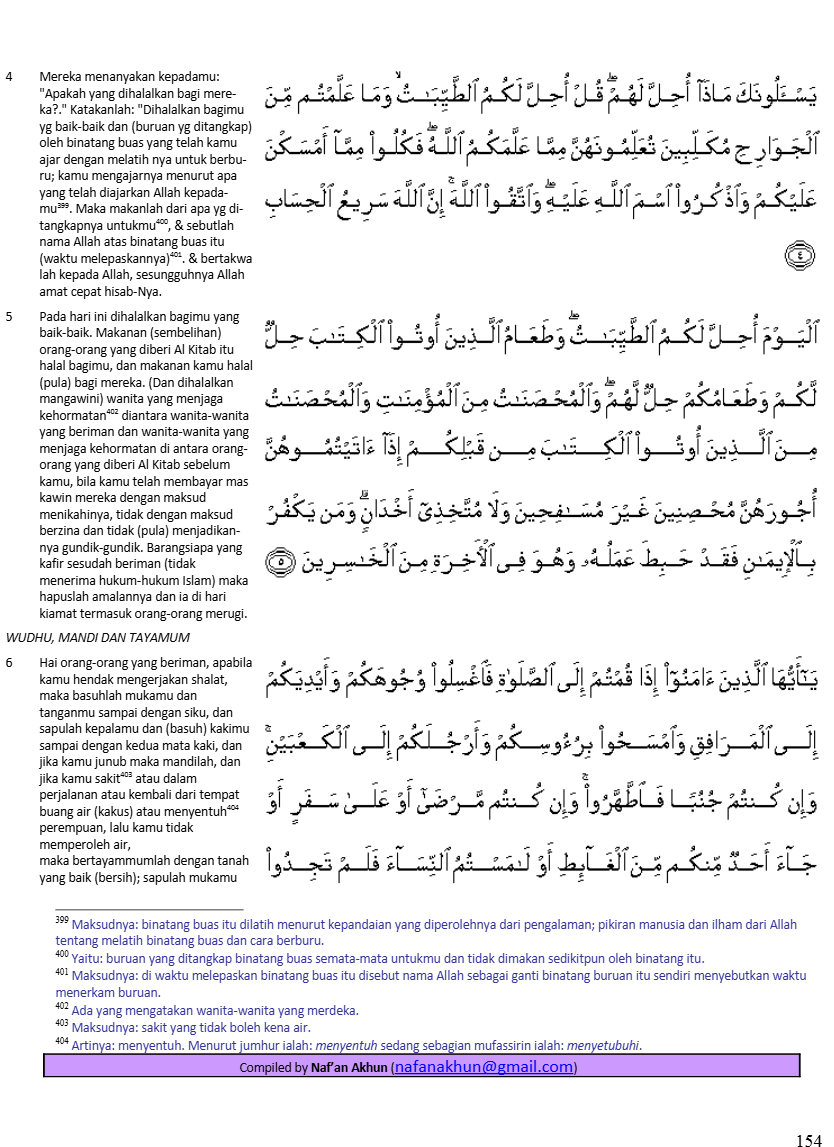 4 Mereka menanyakan kepadamu:
"Apakah yang dihalalkan bagi mere-
ka?." Katakanlah: "Dihalalkan bagimu
yg baik-baik dan (buruan yg ditangkap)
oleh binatang buas yang telah kamu
ajar dengan melatih nya untuk berbu-
ru; kamu mengajarnya menurut apa
yang telah diajarkan Allah kepada-
mu³⁹⁹. Maka makanlah dari apa yg di-
tangkapnya untukmu⁴⁰⁰, & sebutlah
nama Allah atas binatang buas itu
(waktu melepaskannya)⁴⁰¹. & bertakwa
lah kepada Allah, sesungguhnya Allah
amat cepat hisab-Nya.
يَسْـَٔلُونَكَ مَاذَآ أُحِلَّ لَهُمْ ۖ قُلْ أُحِلَّ لَكُمُ ٱلطَّيِّبَـٰتُ ۙ وَمَا عَلَّمْتُم مِّنَ
ٱلْجَوَارِحِ مُكَلِّبِينَ تُعَلِّمُونَهُنَّ مِمَّا عَلَّمَكُمُ ٱللَّهُ ۖ فَكُلُوا۟ مِمَّآ أَمْسَكْنَ
عَلَيْكُمْ وَٱذْكُرُوا۟ ٱسْمَ ٱللَّهِ عَلَيْهِ ۖ وَٱتَّقُوا۟ ٱللَّهَ ۚ إِنَّ ٱللَّهَ سَرِيعُ ٱلْحِسَابِ
٤
5 Pada hari ini dihalalkan bagimu yang
baik-baik. Makanan (sembelihan)
orang-orang yang diberi Al Kitab itu
halal bagimu, dan makanan kamu halal
(pula) bagi mereka. (Dan dihalalkan
mangawini) wanita yang menjaga
kehormatan⁴⁰² diantara wanita-wanita
yang beriman dan wanita-wanita yang
menjaga kehormatan di antara orang-
orang yang diberi Al Kitab sebelum
kamu, bila kamu telah membayar mas
kawin mereka dengan maksud
menikahinya, tidak dengan maksud
berzina dan tidak (pula) menjadikan-
nya gundik-gundik. Barangsiapa yang
kafir sesudah beriman (tidak
menerima hukum-hukum Islam) maka
hapuslah amalannya dan ia di hari
kiamat termasuk orang-orang merugi.
ٱلْيَوْمَ أُحِلَّ لَكُمُ ٱلطَّيِّبَـٰتُ ۖ وَطَعَامُ ٱلَّذِينَ أُوتُوا۟ ٱلْكِتَـٰبَ حِلٌّ
لَّكُمْ وَطَعَامُكُمْ حِلٌّ لَّهُمْ ۖ وَٱلْمُحْصَنَـٰتُ مِنَ ٱلْمُؤْمِنَـٰتِ وَٱلْمُحْصَنَـٰتُ
مِنَ ٱلَّذِينَ أُوتُوا۟ ٱلْكِتَـٰبَ مِن قَبْلِكُمْ إِذَآ ءَاتَيْتُمُوهُنَّ
أُجُورَهُنَّ مُحْصِنِينَ غَيْرَ مُسَـٰفِحِينَ وَلَا مُتَّخِذِىٓ أَخْدَانٍ ۗ وَمَن يَكْفُرْ
بِٱلْإِيمَـٰنِ فَقَدْ حَبِطَ عَمَلُهُۥ وَهُوَ فِى ٱلْـَٔاخِرَةِ مِنَ ٱلْخَـٰسِرِينَ ٥
WUDHU, MANDI DAN TAYAMUM
6 Hai orang-orang yang beriman, apabila
kamu hendak mengerjakan shalat,
maka basuhlah mukamu dan
tanganmu sampai dengan siku, dan
sapulah kepalamu dan (basuh) kakimu
sampai dengan kedua mata kaki, dan
jika kamu junub maka mandilah, dan
jika kamu sakit⁴⁰³ atau dalam
perjalanan atau kembali dari tempat
buang air (kakus) atau menyentuh⁴⁰⁴
perempuan, lalu kamu tidak
memperoleh air,
maka bertayammumlah dengan tanah
yang baik (bersih); sapulah mukamu
يَـٰٓأَيُّهَا ٱلَّذِينَ ءَامَنُوٓا۟ إِذَا قُمْتُمْ إِلَى ٱلصَّلَوٰةِ فَٱغْسِلُوا۟ وُجُوهَكُمْ وَأَيْدِيَكُمْ
إِلَى ٱلْمَرَافِقِ وَٱمْسَحُوا۟ بِرُءُوسِكُمْ وَأَرْجُلَكُمْ إِلَى ٱلْكَعْبَيْنِ ۚ
وَإِن كُنتُمْ جُنُبًا فَٱطَّهَّرُوا۟ ۚ وَإِن كُنتُم مَّرْضَىٰٓ أَوْ عَلَىٰ سَفَرٍ أَوْ
جَآءَ أَحَدٌ مِّنكُم مِّنَ ٱلْغَآئِطِ أَوْ لَـٰمَسْتُمُ ٱلنِّسَآءَ فَلَمْ تَجِدُوا۟
³⁹⁹ Maksudnya: binatang buas itu dilatih menurut kepandaian yang diperolehnya dari pengalaman; pikiran manusia dan ilham dari Allah
tentang melatih binatang buas dan cara berburu.
⁴⁰⁰ Yaitu: buruan yang ditangkap binatang buas semata-mata untukmu dan tidak dimakan sedikitpun oleh binatang itu.
⁴⁰¹ Maksudnya: di waktu melepaskan binatang buas itu disebut nama Allah sebagai ganti binatang buruan itu sendiri menyebutkan waktu
menerkam buruan.
⁴⁰² Ada yang mengatakan wanita-wanita yang merdeka.
⁴⁰³ Maksudnya: sakit yang tidak boleh kena air.
⁴⁰⁴ Artinya: menyentuh. Menurut jumhur ialah: menyentuh sedang sebagian mufassirin ialah: menyetubuhi.
Compiled by Naf'an Akhun (nafanakhun@gmail.com)
154